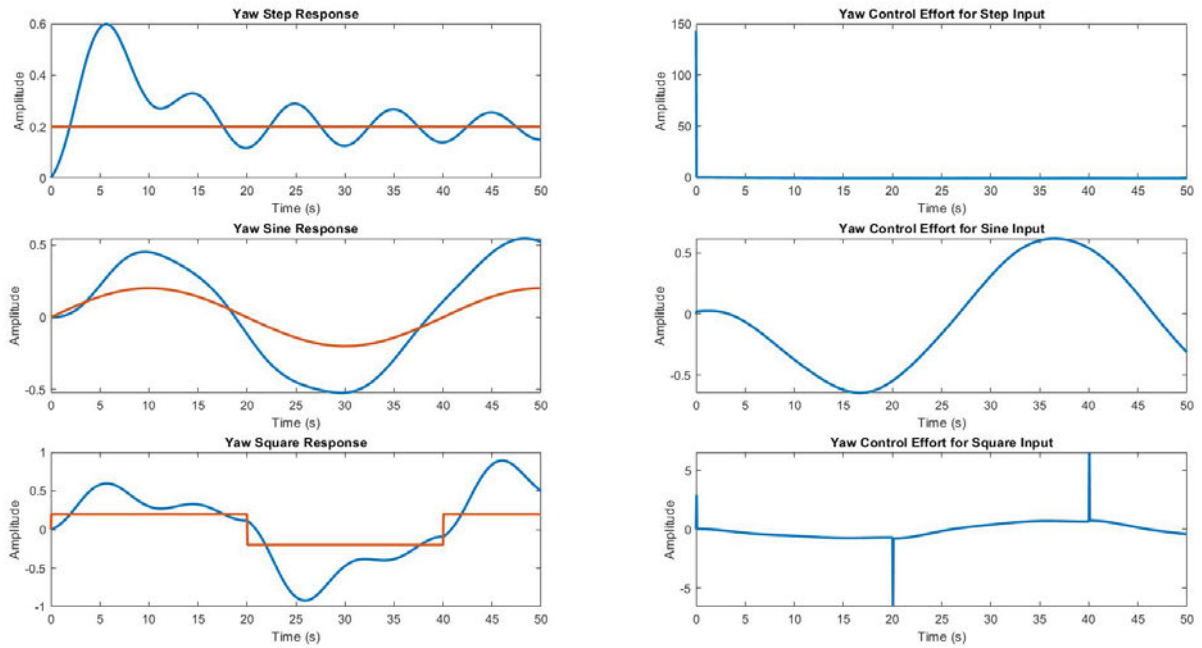 Yaw Step Response
0.6
0.4
0.2
0
Amplitude
0 5 10 15 20 25 30 35 40 45 50
Time (s)
Yaw Control Effort for Step Input
150
100
50
0
Amplitude
0 5 10 15 20 25 30 35 40 45 50
Time (s)
Yaw Sine Response
0.5
0
-0.5
Amplitude
0 5 10 15 20 25 30 35 40 45 50
Time (s)
Yaw Control Effort for Sine Input
0.5
0
-0.5
Amplitude
0 5 10 15 20 25 30 35 40 45 50
Time (s)
Yaw Square Response
1
0.5
0
-0.5
-1
Amplitude
0 5 10 15 20 25 30 35 40 45 50
Time (s)
Yaw Control Effort for Square Input
5
0
-5
Amplitude
0 5 10 15 20 25 30 35 40 45 50
Time (s)